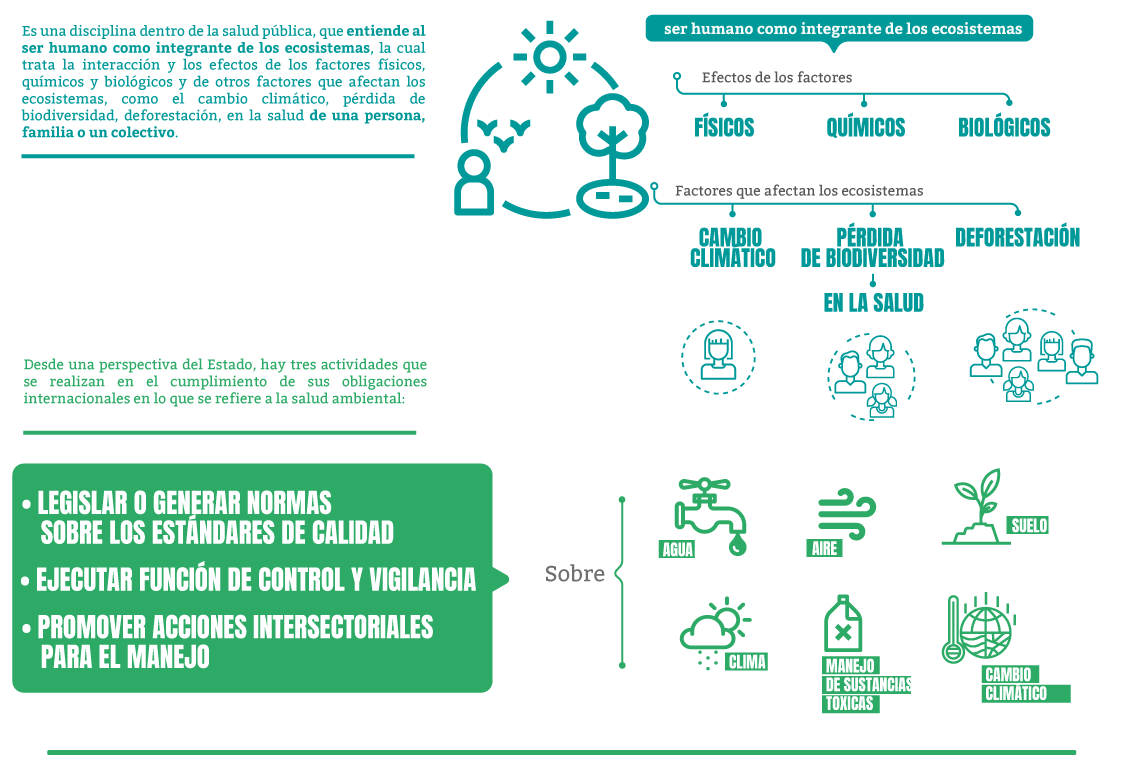 Es una disciplina dentro de la salud pública, que entiende al
ser humano como integrante de los ecosistemas, la cual
trata la interacción y los efectos de los factores físicos,
químicos y biológicos y de otros factores que afectan los
ecosistemas, como el cambio climático, pérdida de
biodiversidad, deforestación, en la salud de una persona,
familia o un colectivo.
ser humano como integrante de los ecosistemas
Efectos de los factores
FÍSICOS
QUÍMICOS
BIOLÓGICOS
Factores que afectan los ecosistemas
CAMBIO
CLIMÁTICO
PÉRDIDA
DE BIODIVERSIDAD
DEFORESTACIÓN
EN LA SALUD
Desde una perspectiva del Estado, hay tres actividades que
se realizan en el cumplimiento de sus obligaciones
internacionales en lo que se refiere a la salud ambiental:
• LEGISLAR O GENERAR NORMAS
SOBRE LOS ESTÁNDARES DE CALIDAD
• EJECUTAR FUNCIÓN DE CONTROL Y VIGILANCIA
• PROMOVER ACCIONES INTERSECTORIALES
PARA EL MANEJO
Sobre
AGUA
AIRE
SUELO
CLIMA
MANEJO
DE SUSTANCIAS
TOXICAS
CAMBIO
CLIMÁTICO